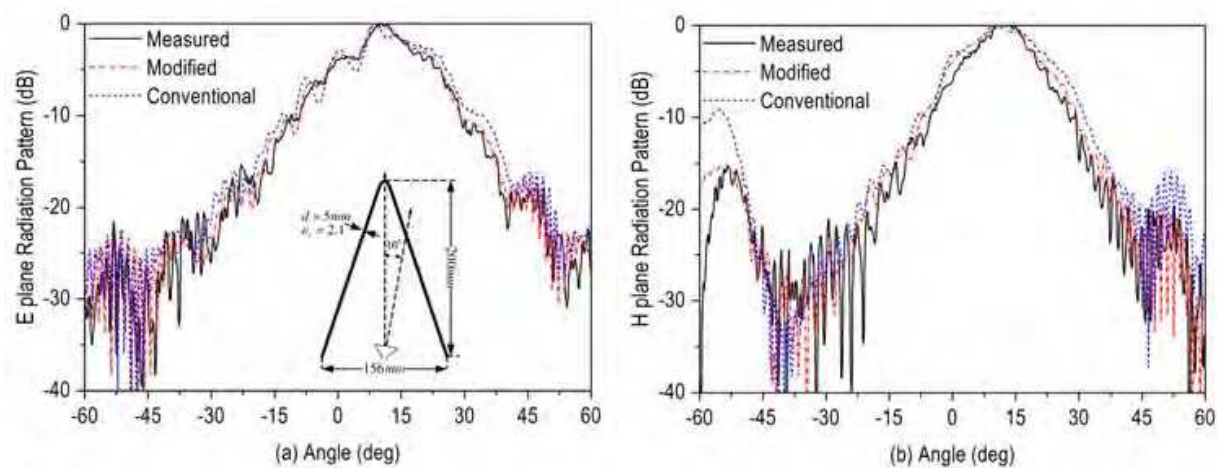 E plane Radiation Pattern (dB)
0
-10
-20
-30
-40
Measured
Modified
Conventional
d = 5mm
= 2.1
10°
200mm
156mm
-60 -45 -30 -15 0 15 30 45 60
(a) Angle (deg)
H plane Radiation Pattern (dB)
0
-10
-20
-30
-40
Measured
Modified
Conventional
-60 -45 -30 -15 0 15 30 45 60
(b) Angle (deg)